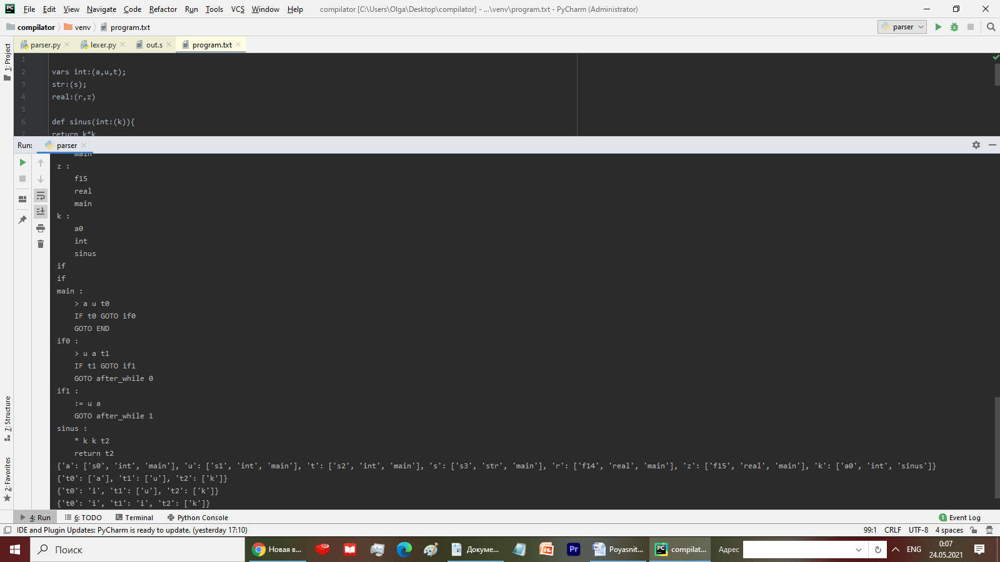 File Edit View Navigate Code Refactor Run Tools VCS Window Help compilator [C:\Users\Olga\Desktop\compilator] - ...\venv\program.txt - PyCharm (Administrator)
compilator venv program.txt parser
parser.py lexer.py out.s program.txt
1: Project
1
2 vars int:(a,u,t);
3 str:(s);
4 real:(r,z)
5
6 def sinus(int:(k)){
7 return k*k
Run: parser
main
z :
f15
real
main
k :
a0
int
sinus
if
if
main :
> a u t0
IF t0 GOTO if0
GOTO END
if0 :
> u a t1
IF t1 GOTO if1
GOTO after_while 0
if1 :
:= u a
GOTO after_while 1
sinus :
* k k t2
return t2
{'a': ['s0', 'int', 'main'], 'u': ['s1', 'int', 'main'], 't': ['s2', 'int', 'main'], 's': ['s3', 'str', 'main'], 'r': ['f14', 'real', 'main'], 'z': ['f15', 'real', 'main'], 'k': ['a0', 'int', 'sinus']}
{'t0': ['a'], 't1': ['u'], 't2': ['k']}
{'t0': 'i', 't1': ['u'], 't2': ['k']}
{'t0': 'i', 't1': 'i', 't2': ['k']}
7: Structure
2: Favorites
4: Run 6: TODO Terminal Python Console 1 Event Log
IDE and Plugin Updates: PyCharm is ready to update. (yesterday 17:10) 99:1 CRLF UTF-8 4 spaces
Поиск Новая в... Докуме... Pr Poyasnit... PC compilat... Адрес ENG 0:07
24.05.2021